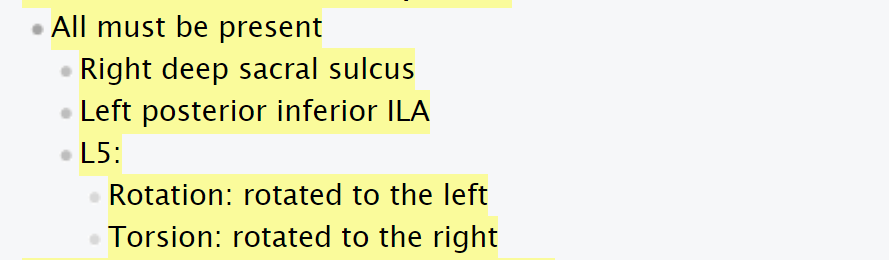 All must be present
Right deep sacral sulcus
Left posterior inferior ILA
L5:
Rotation: rotated to the left
Torsion: rotated to the right